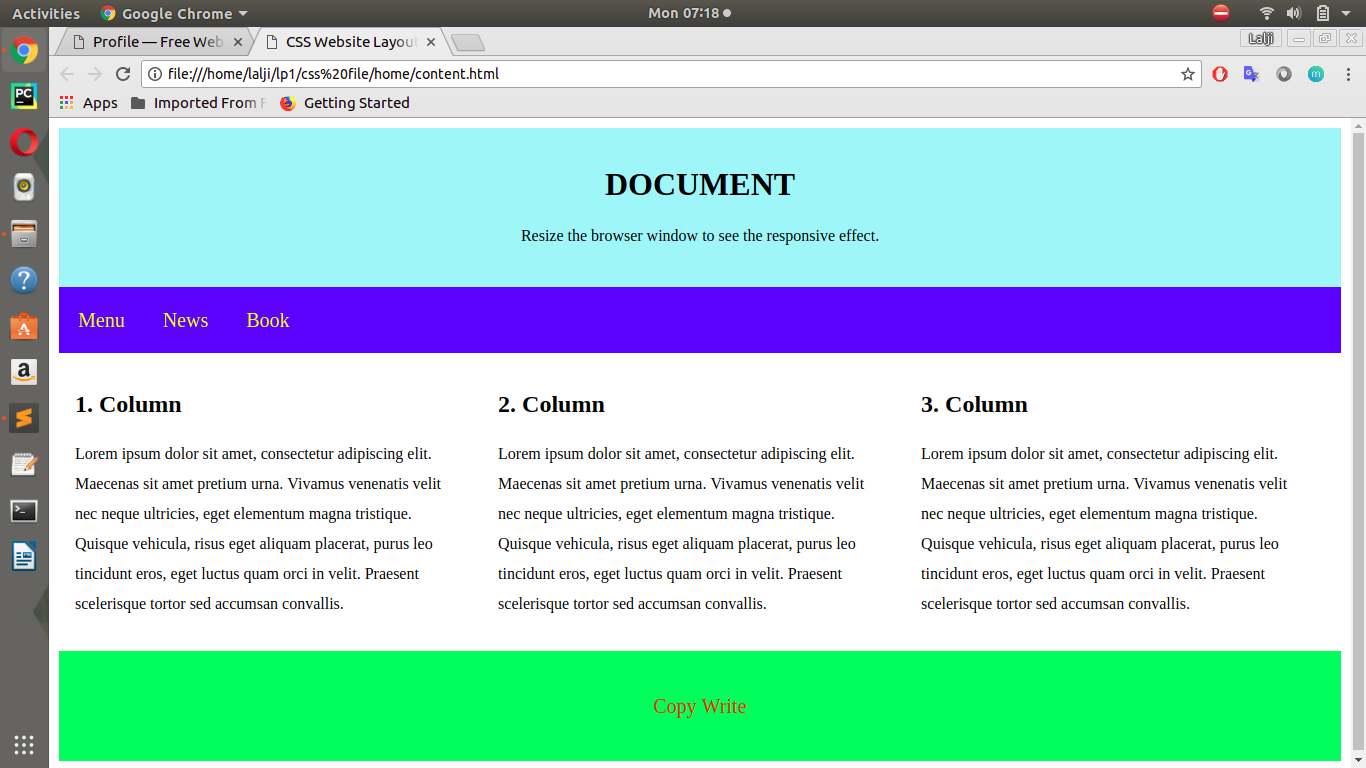 Activities Google Chrome Mon 07:18
Profile — Free Web CSS Website Layout Lalji
file:///home/lalji/lp1/css%20file/home/content.html
Apps Imported From F Getting Started
DOCUMENT
Resize the browser window to see the responsive effect.
Menu News Book
1. Column
Lorem ipsum dolor sit amet, consectetur adipiscing elit.
Maecenas sit amet pretium urna. Vivamus venenatis velit
nec neque ultricies, eget elementum magna tristique.
Quisque vehicula, risus eget aliquam placerat, purus leo
tincidunt eros, eget luctus quam orci in velit. Praesent
scelerisque tortor sed accumsan convallis.
2. Column
Lorem ipsum dolor sit amet, consectetur adipiscing elit.
Maecenas sit amet pretium urna. Vivamus venenatis velit
nec neque ultricies, eget elementum magna tristique.
Quisque vehicula, risus eget aliquam placerat, purus leo
tincidunt eros, eget luctus quam orci in velit. Praesent
scelerisque tortor sed accumsan convallis.
3. Column
Lorem ipsum dolor sit amet, consectetur adipiscing elit.
Maecenas sit amet pretium urna. Vivamus venenatis velit
nec neque ultricies, eget elementum magna tristique.
Quisque vehicula, risus eget aliquam placerat, purus leo
tincidunt eros, eget luctus quam orci in velit. Praesent
scelerisque tortor sed accumsan convallis.
Copy Write